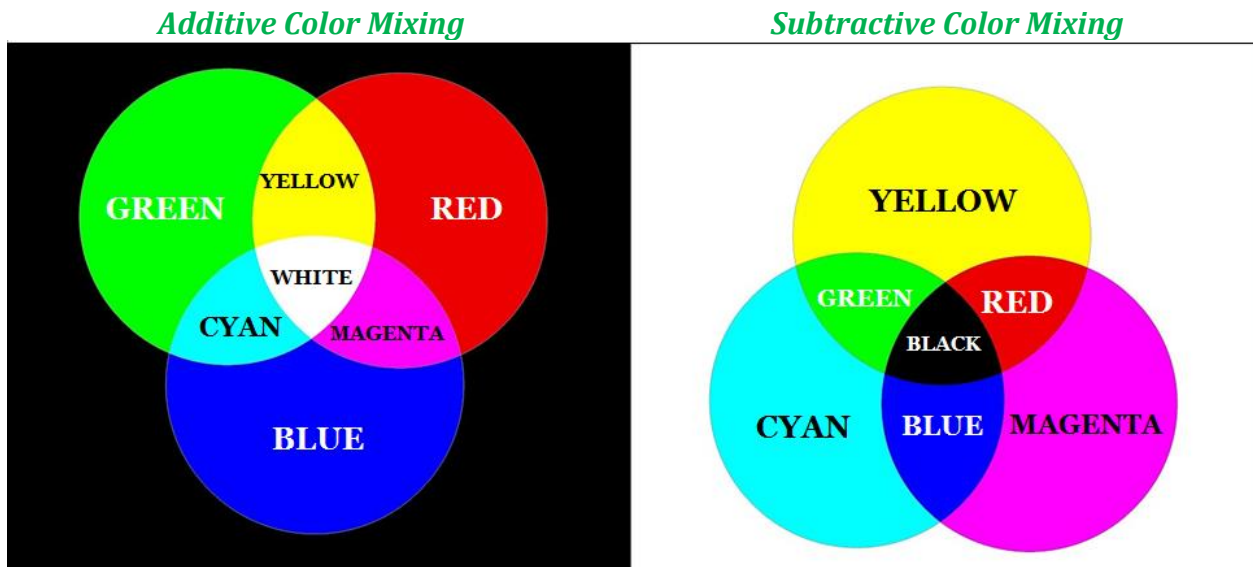 Additive Color Mixing
YELLOW
GREEN
RED
WHITE
CYAN
MAGENTA
BLUE
Subtractive Color Mixing
YELLOW
GREEN
RED
BLACK
CYAN
BLUE
MAGENTA